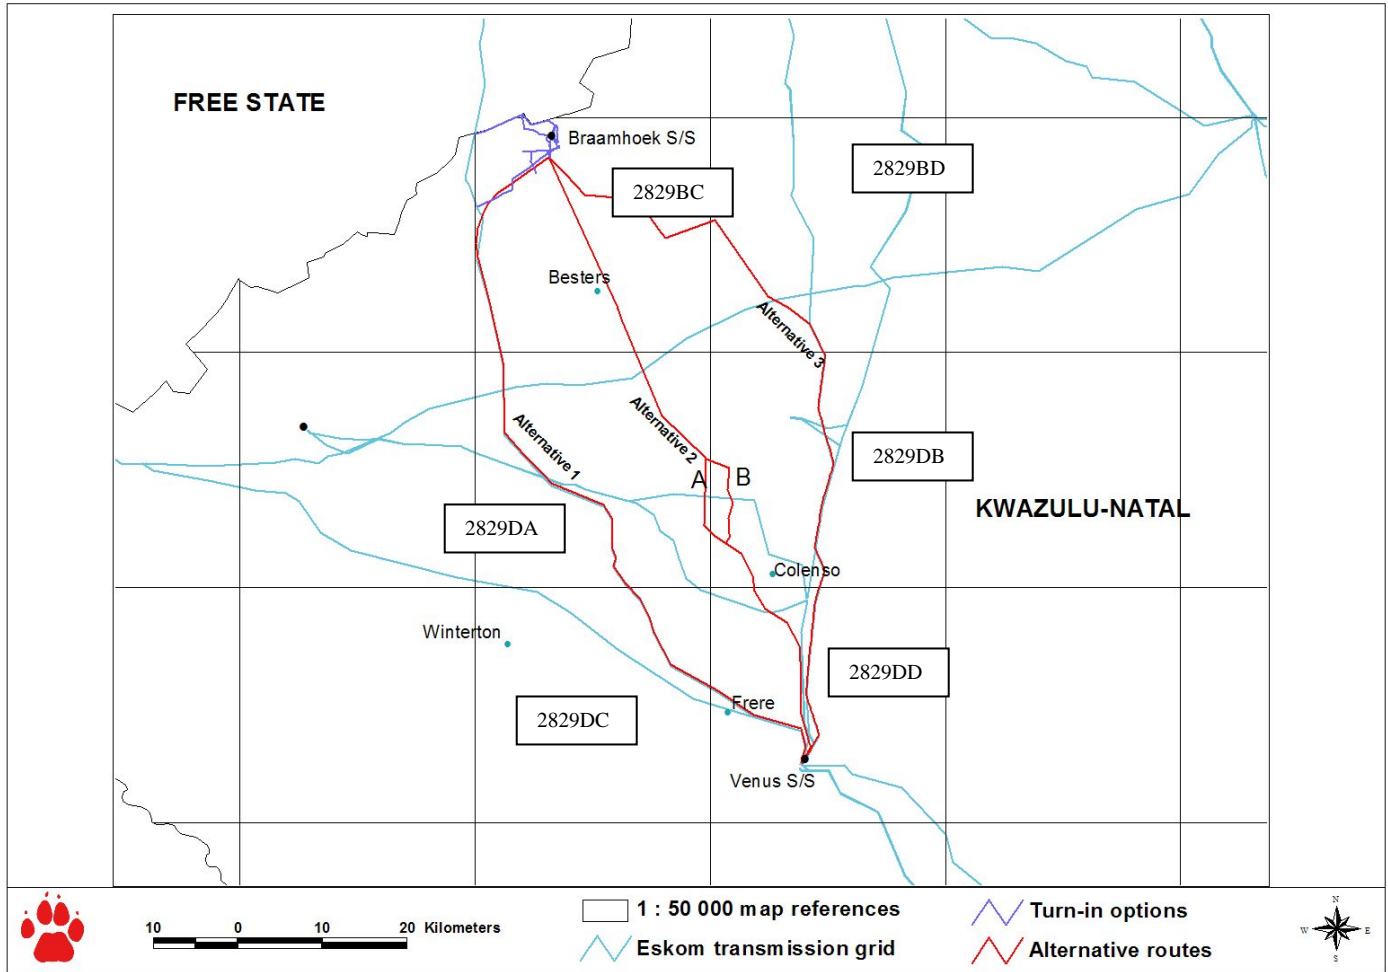 FREE STATE
Braamhoek S/S
2829BD
2829BC
Besters
Alternative 3
Alternative 2
Alternative 1
A
B
2829DB
2829DA
KWAZULU-NATAL
Colenso
Winterton
2829DD
Frere
2829DC
Venus S/S
10 0 10 20 Kilometers
1 : 50 000 map references
Eskom transmission grid
Turn-in options
Alternative routes
N
W
E
S